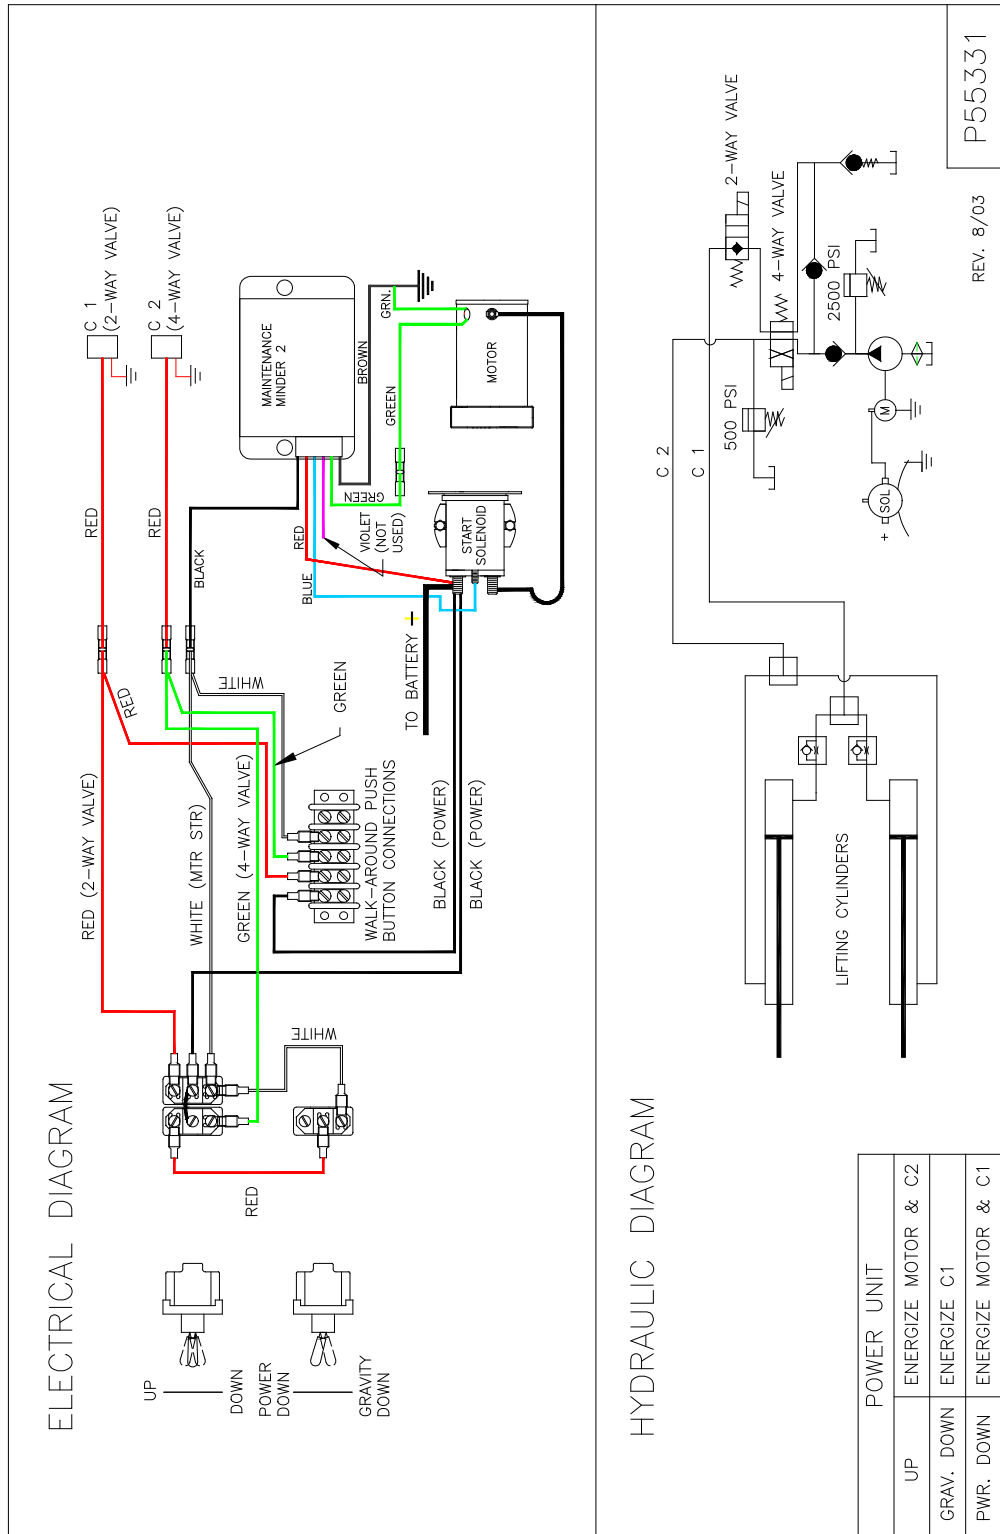 ELECTRICAL DIAGRAM
UP
DOWN
POWER
DOWN
GRAVITY
DOWN
RED
WHITE
RED (2-WAY VALVE)
WHITE (MTR STR)
GREEN (4-WAY VALVE)
RED
WHITE
GREEN
WALK-AROUND PUSH
BUTTON CONNECTIONS
BLACK (POWER)
BLACK (POWER)
TO BATTERY +
RED
RED
BLACK
C 1
(2-WAY VALVE)
C 2
(4-WAY VALVE)
MAINTENANCE
MINDER 2
RED
BLUE
VIOLET
(NOT
USED)
GREEN
BROWN
GREEN
GRN.
START
SOLENOID
MOTOR
HYDRAULIC DIAGRAM
LIFTING CYLINDERS
C 2
C 1
500 PSI
2-WAY VALVE
4-WAY VALVE
2500 PSI
+
SOL
M
POWER UNIT
UP ENERGIZE MOTOR & C2
GRAV. DOWN ENERGIZE C1
PWR. DOWN ENERGIZE MOTOR & C1
REV. 8/03
P55331